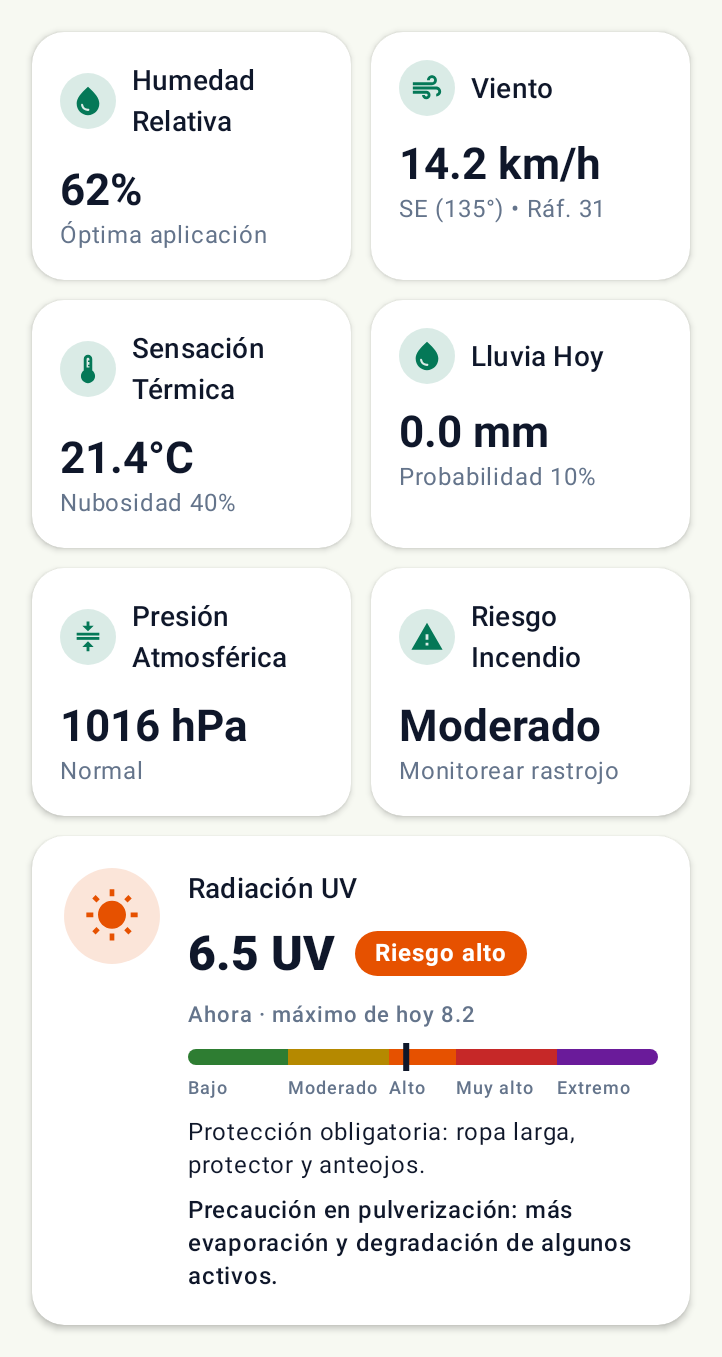 Humedad
Relativa
62%
Óptima aplicación
Viento
14.2 km/h
SE (135°) • Ráf. 31
Sensación
Térmica
21.4°C
Nubosidad 40%
Lluvia Hoy
0.0 mm
Probabilidad 10%
Presión
Atmosférica
1016 hPa
Normal
Riesgo
Incendio
Moderado
Monitorear rastrojo
Radiación UV
6.5 UV Riesgo alto
Ahora · máximo de hoy 8.2
Bajo Moderado Alto Muy alto Extremo
Protección obligatoria: ropa larga,
protector y anteojos.
Precaución en pulverización: más
evaporación y degradación de algunos
activos.